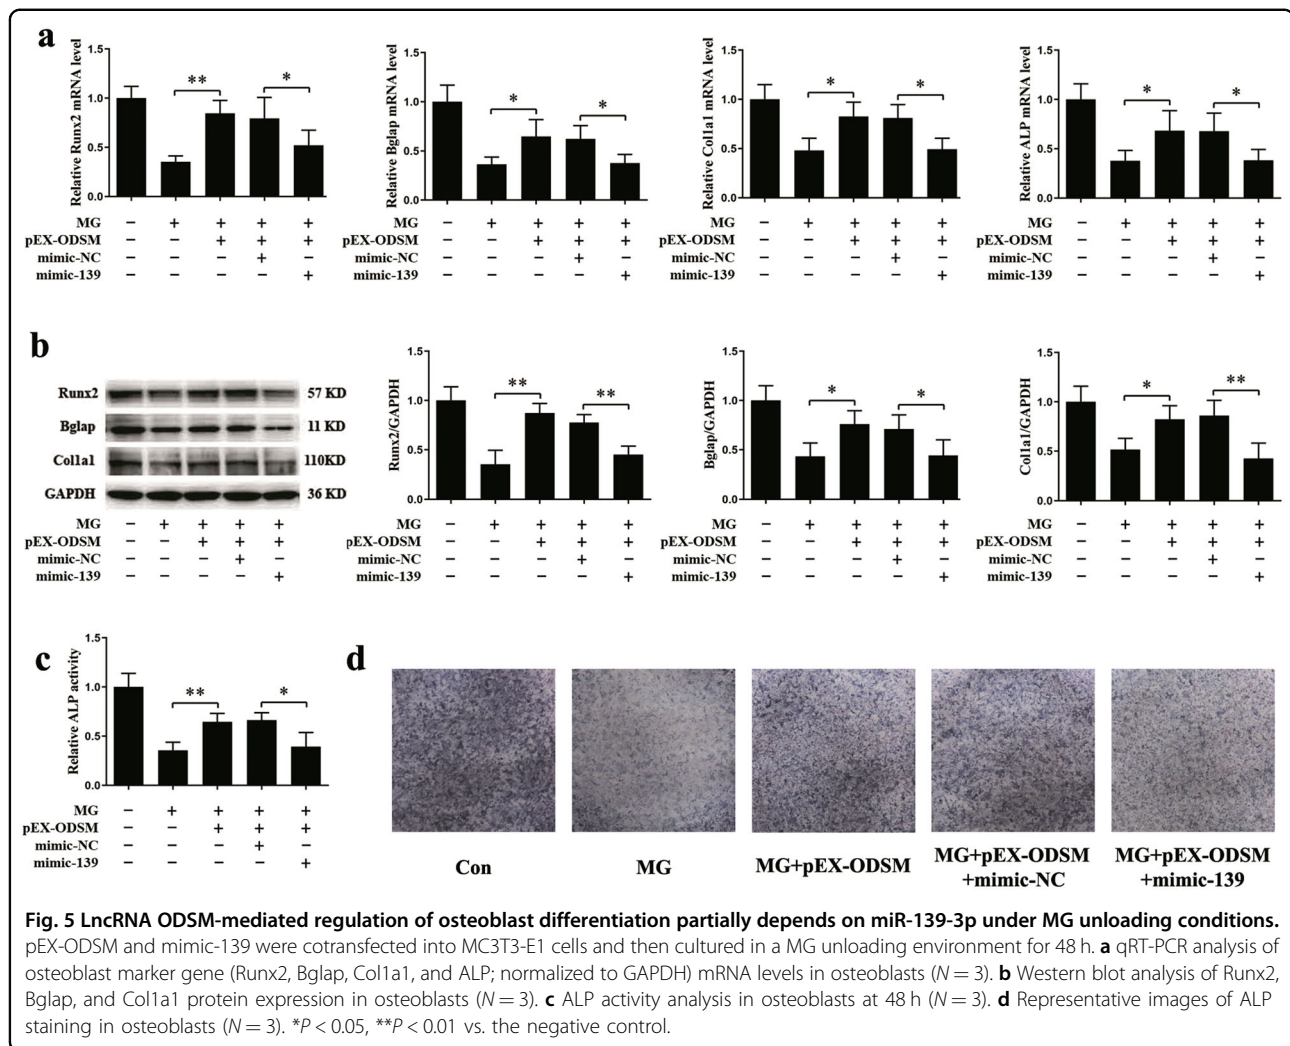 a
Relative Runx2 mRNA level
1.5
1.0
0.5
0.0
**
*
MG – + + + +
pEX-ODSM – – + + +
mimic-NC – – – + –
mimic-139 – – – – +
Relative Bglap mRNA level
1.5
1.0
0.5
0.0
*
*
MG – + + + +
pEX-ODSM – – + + +
mimic-NC – – – + –
mimic-139 – – – – +
Relative Col1a1 mRNA level
1.5
1.0
0.5
0.0
*
*
MG – + + + +
pEX-ODSM – – + + +
mimic-NC – – – + –
mimic-139 – – – – +
Relative ALP mRNA level
1.5
1.0
0.5
0.0
*
*
MG – + + + +
pEX-ODSM – – + + +
mimic-NC – – – + –
mimic-139 – – – – +
b
Runx2 57 KD
Bglap 11 KD
Col1a1 110KD
GAPDH 36 KD
MG – + + + +
pEX-ODSM – – + + +
mimic-NC – – – + –
mimic-139 – – – – +
Runx2/GAPDH
1.5
1.0
0.5
0.0
**
**
MG – + + + +
pEX-ODSM – – + + +
mimic-NC – – – + –
mimic-139 – – – – +
Bglap/GAPDH
1.5
1.0
0.5
0.0
*
*
MG – + + + +
pEX-ODSM – – + + +
mimic-NC – – – + –
mimic-139 – – – – +
Col1a1/GAPDH
1.5
1.0
0.5
0.0
*
**
MG – + + + +
pEX-ODSM – – + + +
mimic-NC – – – + –
mimic-139 – – – – +
c
Relative ALP activity
1.5
1.0
0.5
0.0
**
*
MG – + + + +
pEX-ODSM – – + + +
mimic-NC – – – + –
mimic-139 – – – – +
d
Con
MG
MG+pEX-ODSM
MG+pEX-ODSM
+mimic-NC
MG+pEX-ODSM
+mimic-139
Fig. 5 LncRNA ODSM-mediated regulation of osteoblast differentiation partially depends on miR-139-3p under MG unloading conditions.
pEX-ODSM and mimic-139 were cotransfected into MC3T3-E1 cells and then cultured in a MG unloading environment for 48 h. a qRT-PCR analysis of
osteoblast marker gene (Runx2, Bglap, Col1a1, and ALP; normalized to GAPDH) mRNA levels in osteoblasts (N = 3). b Western blot analysis of Runx2,
Bglap, and Col1a1 protein expression in osteoblasts (N = 3). c ALP activity analysis in osteoblasts at 48 h (N = 3). d Representative images of ALP
staining in osteoblasts (N = 3). *P < 0.05, **P < 0.01 vs. the negative control.